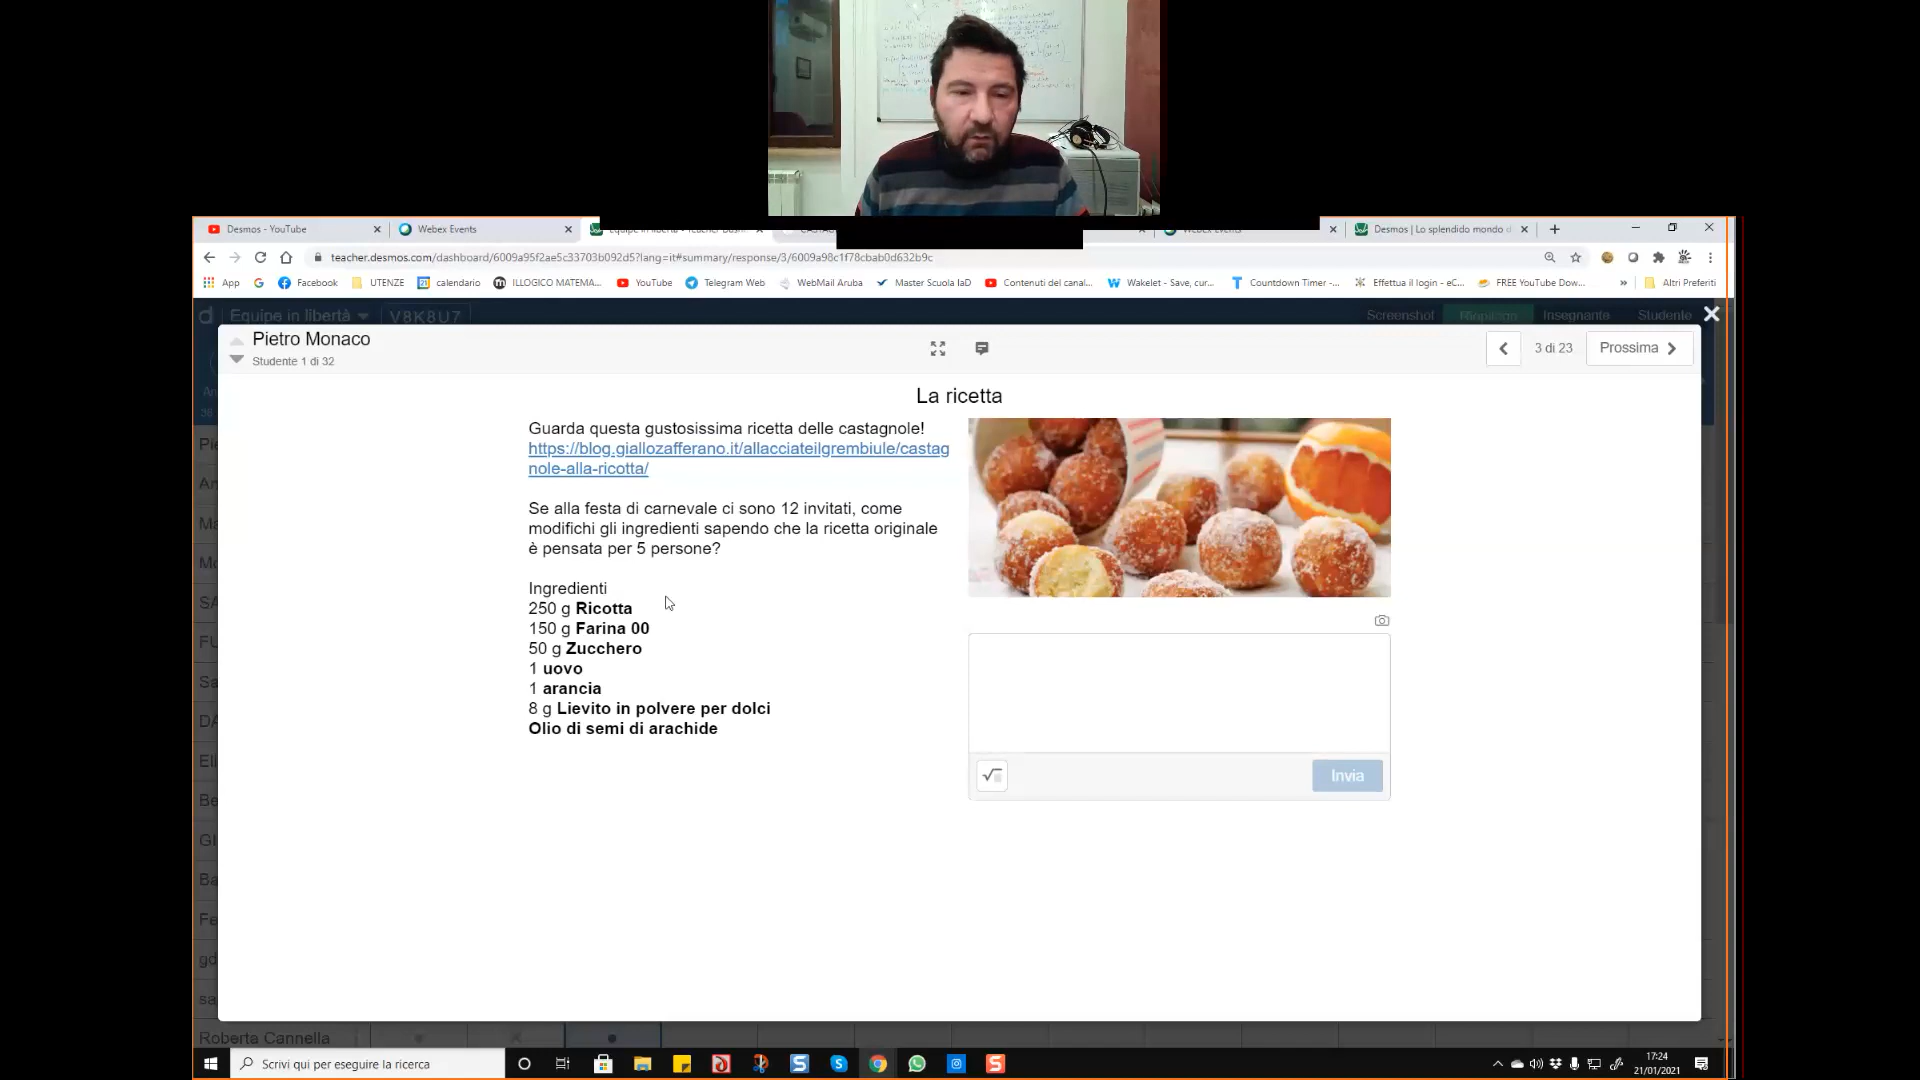 Desmos - YouTube
Webex Events
Desmos | Lo splendido mondo d
teacher.desmos.com/dashboard/6009a95f2ae5c33703b092d5?lang=it#summary/response/3/6009a98c1f78cbab0d632b9c
App
Facebook
UTENZE
calendario
ILLOGICO MATEMA...
YouTube
Telegram Web
WebMail Aruba
Master Scuola IaD
Contenuti del canal...
Wakelet - Save, cur...
Countdown Timer -...
Effettua il login - eC...
FREE YouTube Dow...
Altri Preferiti
Equipe in libertà
V8K8U7
Screenshot
Riepilogo
Insegnante
Studente
Pietro Monaco
Studente 1 di 32
3 di 23
Prossima
La ricetta
Guarda questa gustosissima ricetta delle castagnole!
https://blog.giallozafferano.it/allacciateilgrembiule/castag
nole-alla-ricotta/
Se alla festa di carnevale ci sono 12 invitati, come
modifichi gli ingredienti sapendo che la ricetta originale
è pensata per 5 persone?
Ingredienti
250 g Ricotta
150 g Farina 00
50 g Zucchero
1 uovo
1 arancia
8 g Lievito in polvere per dolci
Olio di semi di arachide
Invia
Roberta Cannella
Scrivi qui per eseguire la ricerca
17:24
21/01/2021